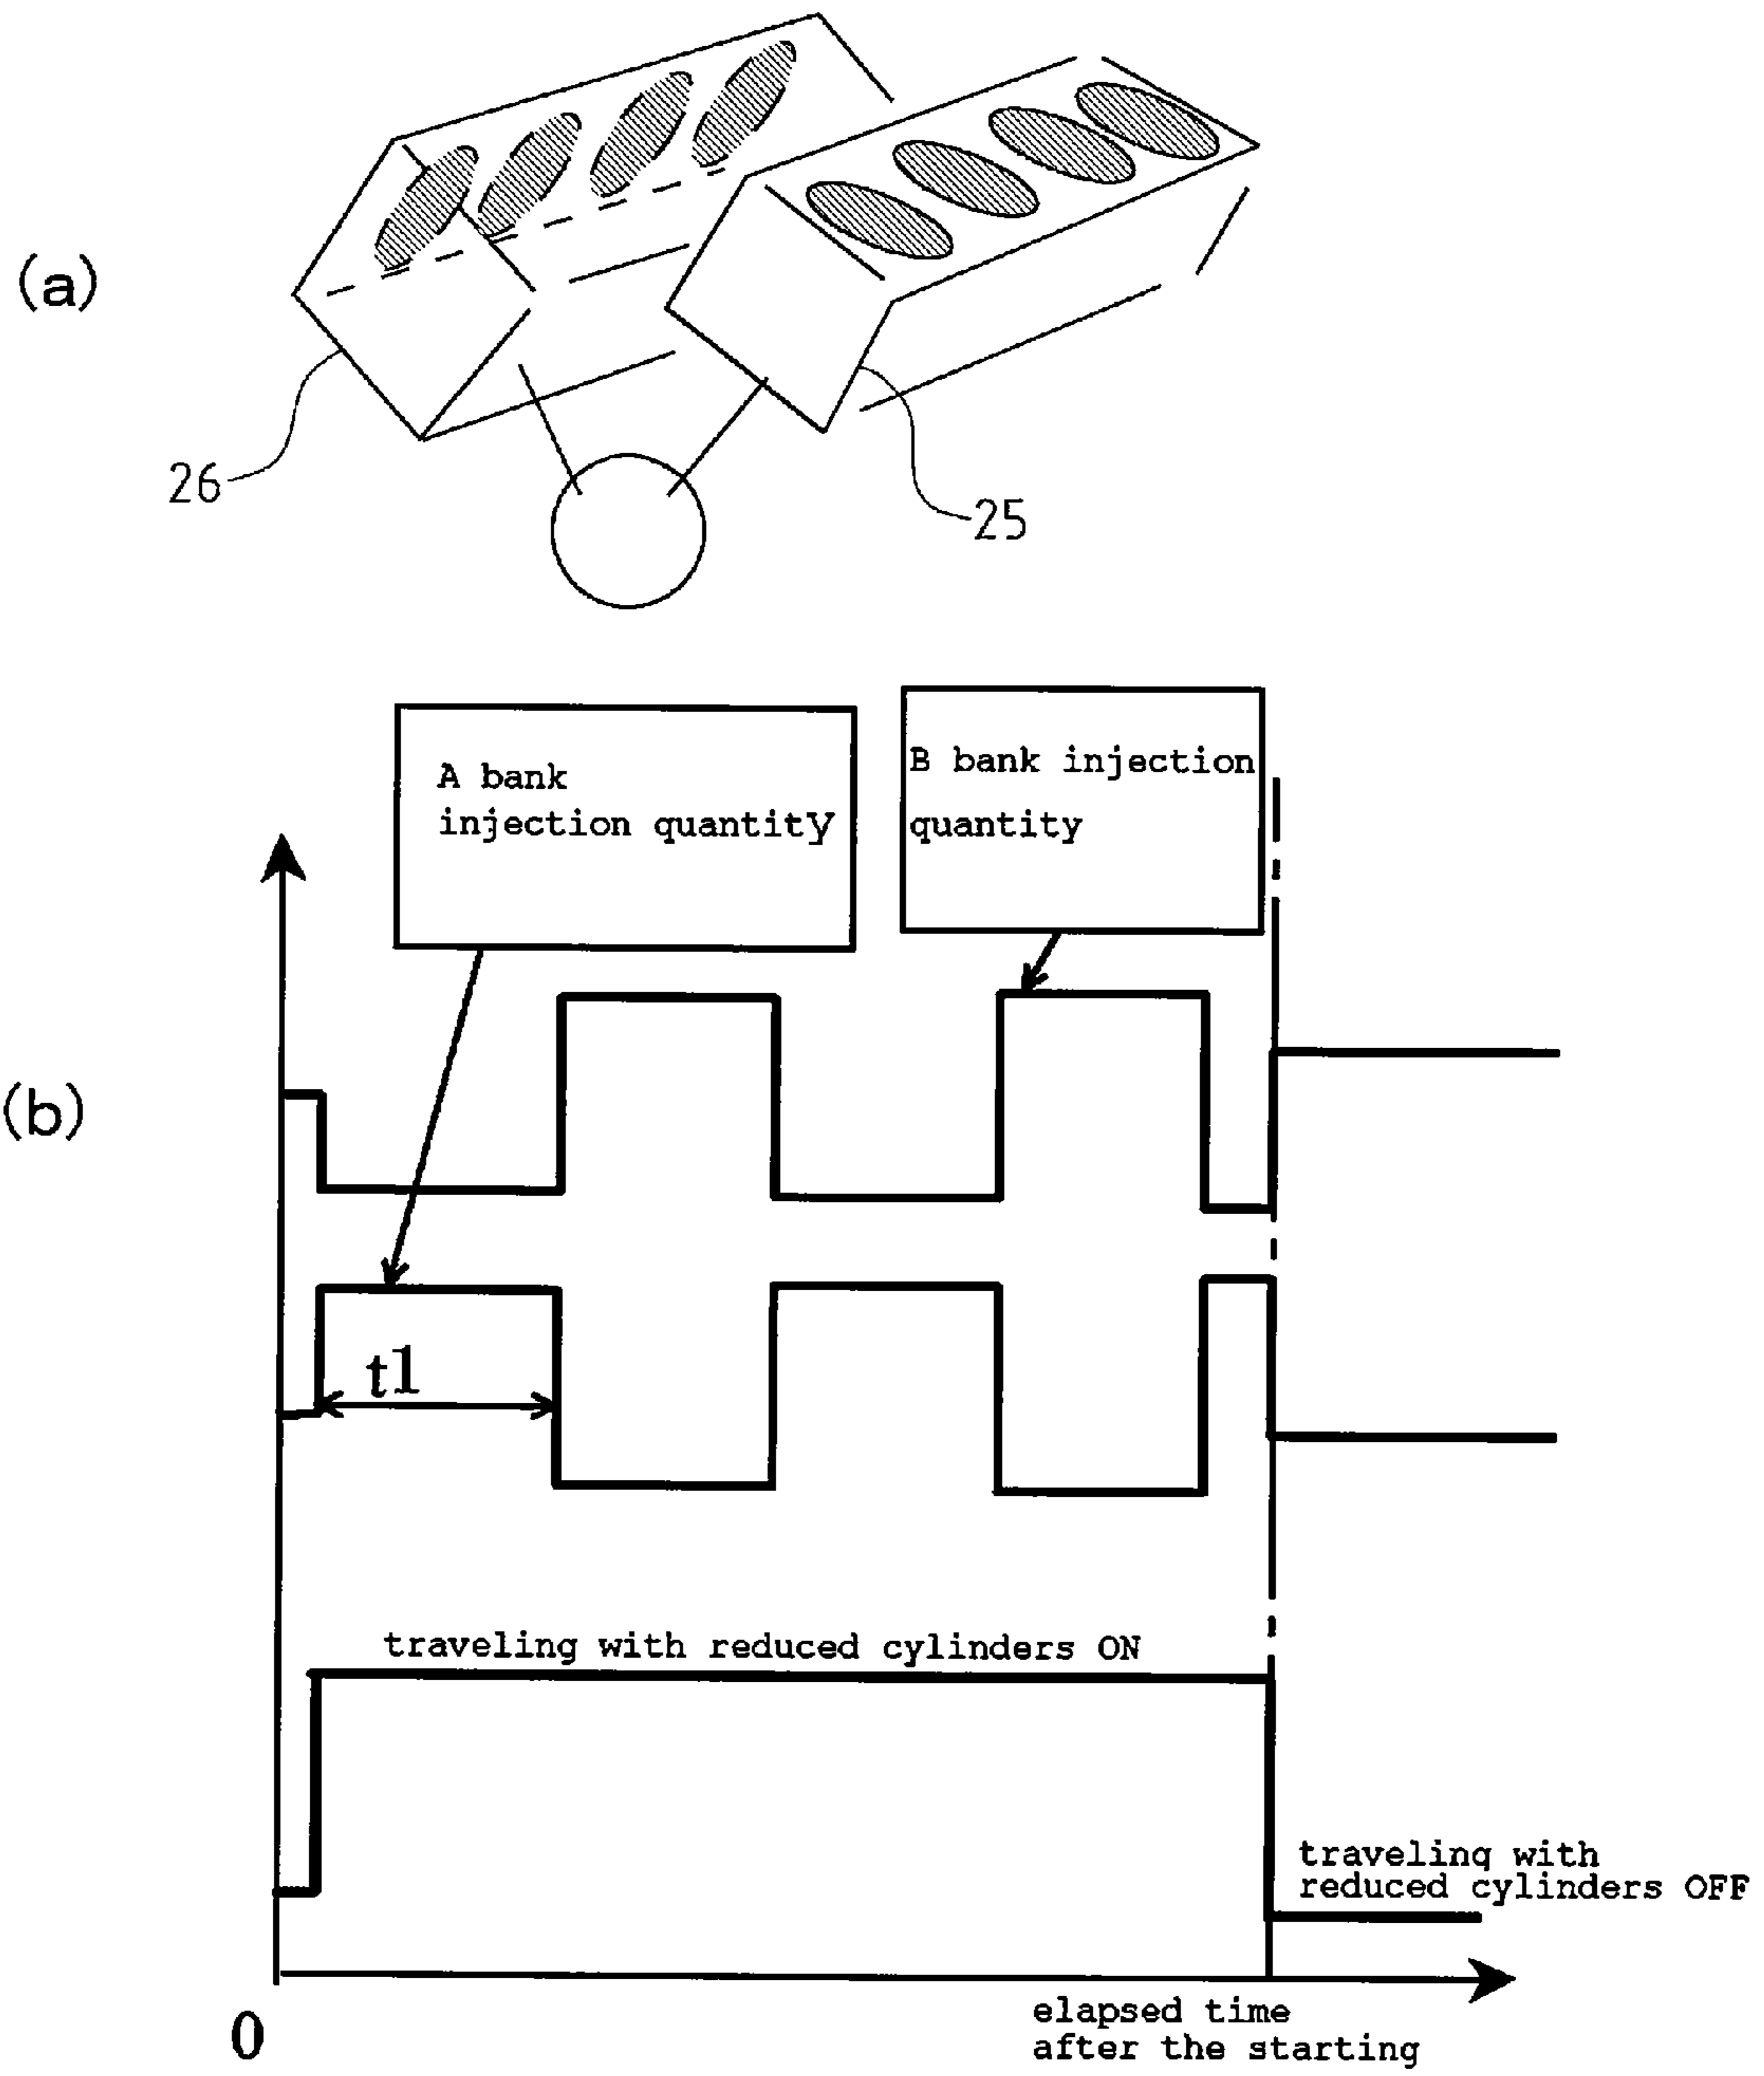 (a)
26
25
A bank
injection quantity
B bank injection
quantity
(b)
t1
traveling with reduced cylinders ON
travelinq with
reduced cylinders OFF
0
elapsed time
after the starting